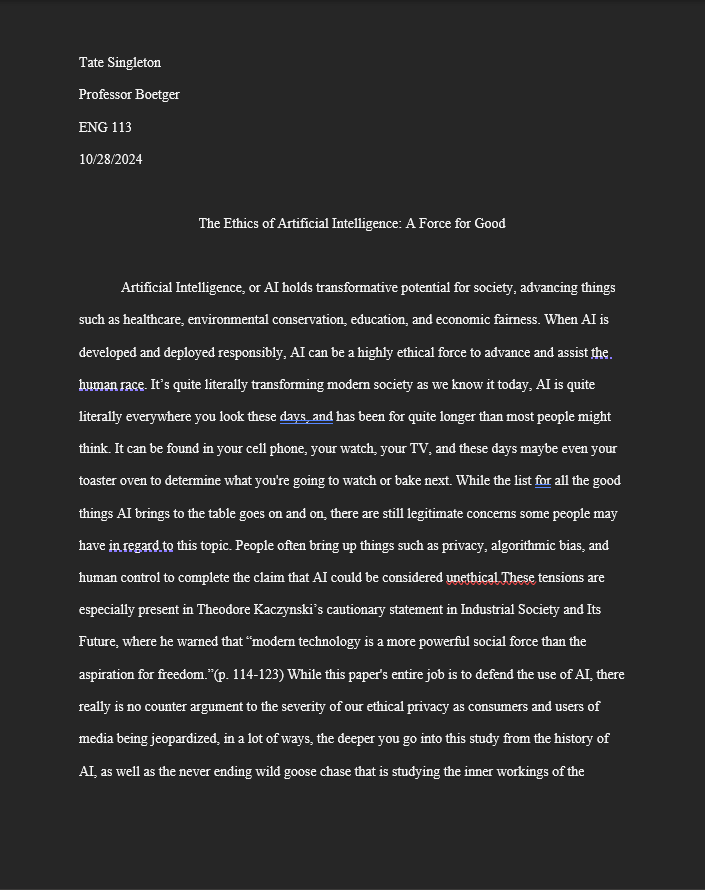 Tate Singleton
Professor Boetger
ENG 113
10/28/2024
The Ethics of Artificial Intelligence: A Force for Good
Artificial Intelligence, or AI holds transformative potential for society, advancing things
such as healthcare, environmental conservation, education, and economic fairness. When AI is
developed and deployed responsibly, AI can be a highly ethical force to advance and assist the
human race. It’s quite literally transforming modern society as we know it today, AI is quite
literally everywhere you look these days, and has been for quite longer than most people might
think. It can be found in your cell phone, your watch, your TV, and these days maybe even your
toaster oven to determine what you're going to watch or bake next. While the list for all the good
things AI brings to the table goes on and on, there are still legitimate concerns some people may
have in regard to this topic. People often bring up things such as privacy, algorithmic bias, and
human control to complete the claim that AI could be considered unethical.These tensions are
especially present in Theodore Kaczynski’s cautionary statement in Industrial Society and Its
Future, where he warned that “modern technology is a more powerful social force than the
aspiration for freedom.”(p. 114-123) While this paper's entire job is to defend the use of AI, there
really is no counter argument to the severity of our ethical privacy as consumers and users of
media being jeopardized, in a lot of ways, the deeper you go into this study from the history of
AI, as well as the never ending wild goose chase that is studying the inner workings of the